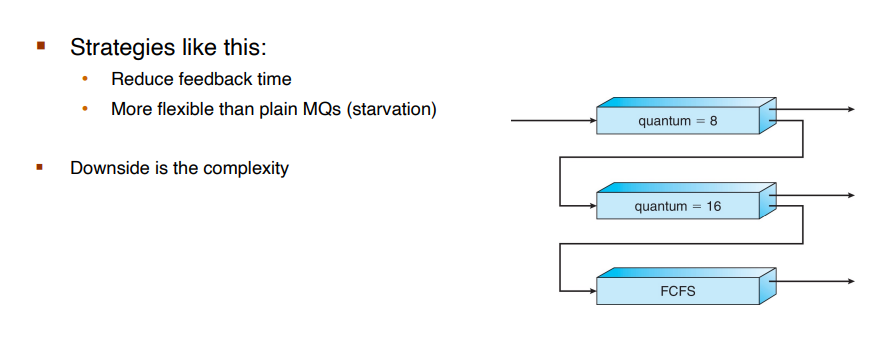 Strategies like this:
Reduce feedback time
More flexible than plain MQs (starvation)
Downside is the complexity
quantum = 8
quantum = 16
FCFS